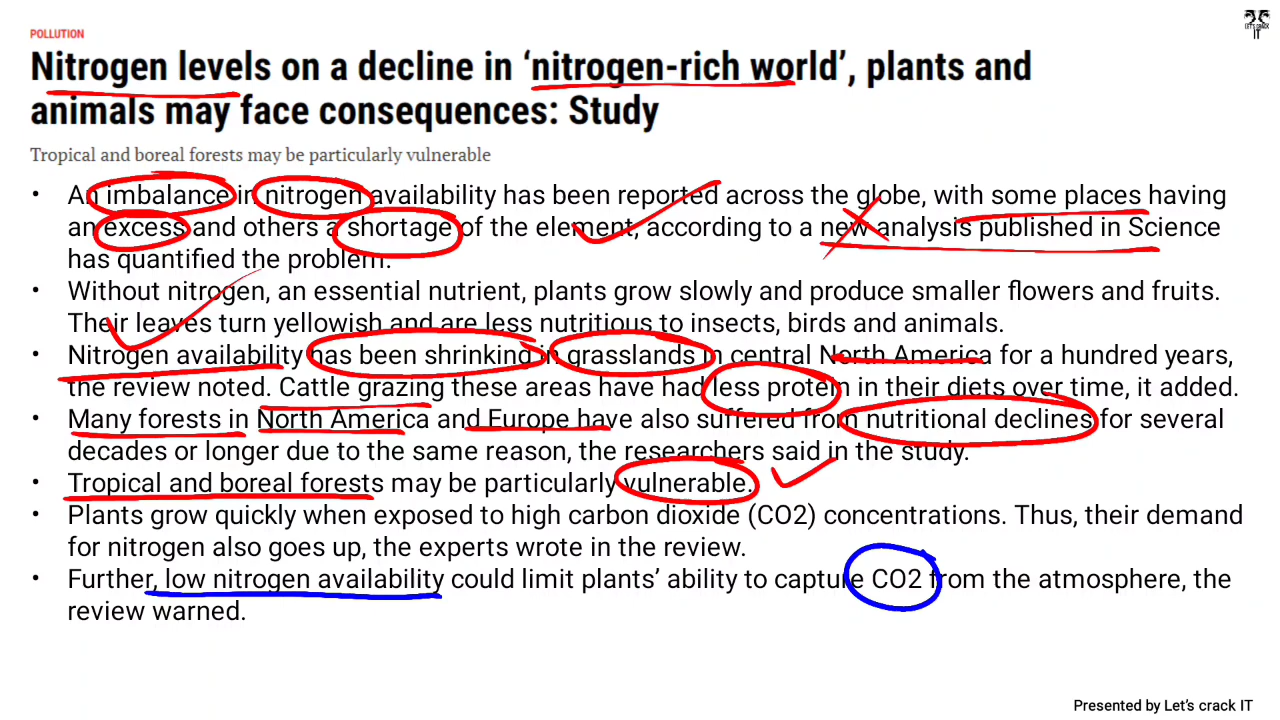 LET'S CRACK
IT
POLLUTION
Nitrogen levels on a decline in ‘nitrogen-rich world’, plants and
animals may face consequences: Study
Tropical and boreal forests may be particularly vulnerable
• An imbalance in nitrogen availability has been reported across the globe, with some places having
an excess and others a shortage of the element, according to a new analysis published in Science
has quantified the problem.
• Without nitrogen, an essential nutrient, plants grow slowly and produce smaller flowers and fruits.
Their leaves turn yellowish and are less nutritious to insects, birds and animals.
• Nitrogen availability has been shrinking in grasslands in central North America for a hundred years,
the review noted. Cattle grazing these areas have had less protein in their diets over time, it added.
• Many forests in North America and Europe have also suffered from nutritional declines for several
decades or longer due to the same reason, the researchers said in the study.
• Tropical and boreal forests may be particularly vulnerable.
• Plants grow quickly when exposed to high carbon dioxide (CO2) concentrations. Thus, their demand
for nitrogen also goes up, the experts wrote in the review.
• Further, low nitrogen availability could limit plants’ ability to capture CO2 from the atmosphere, the
review warned.
Presented by Let’s crack IT